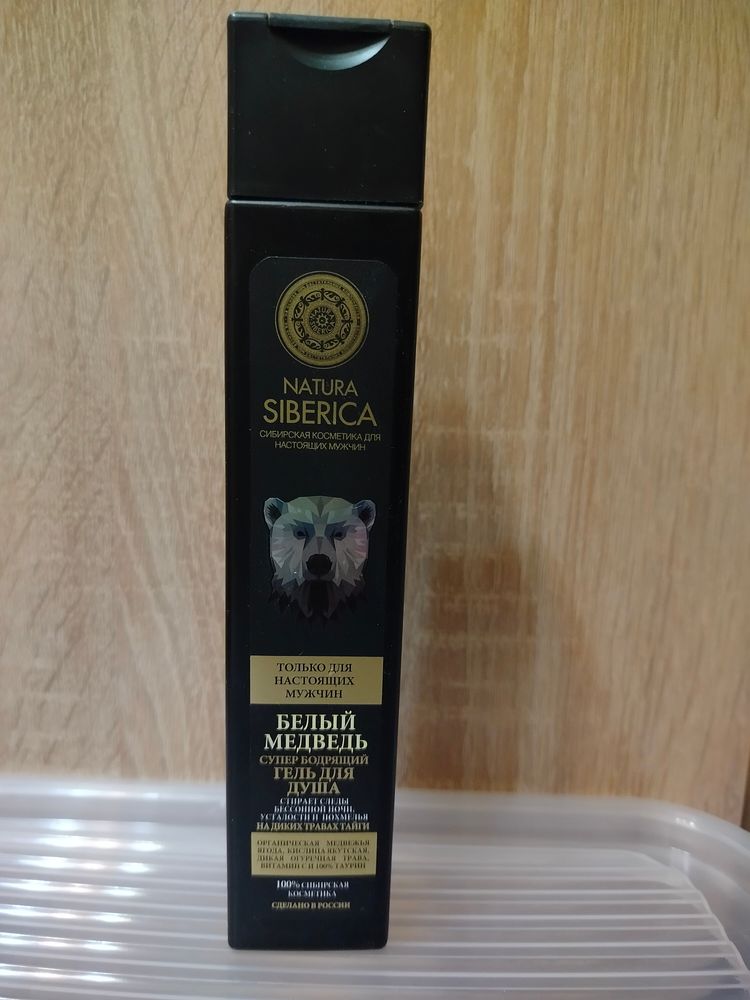 NATURA
SIBERICA
СИБИРСКАЯ КОСМЕТИКА ДЛЯ
НАСТОЯЩИХ МУЖЧИН
ТОЛЬКО ДЛЯ
НАСТОЯЩИХ
МУЖЧИН
БЕЛЫЙ
МЕДВЕДЬ
СУПЕР БОДРЯЩИЙ
ГЕЛЬ ДЛЯ
ДУША
СТИРАЕТ СЛЕДЫ
БЕССОННОЙ НОЧИ,
УСТАЛОСТИ И ПОХМЕЛЬЯ
НА ДИКИХ ТРАВАХ ТАЙГИ
ОРГАНИЧЕСКАЯ МЕДВЕЖЬЯ
ЯГОДА, КИСЛИЦА ЯКУТСКАЯ,
ДИКАЯ ОГУРЕЧНАЯ ТРАВА,
ВИТАМИН С И 100% ТАУРИН
100% СИБИРСКАЯ
КОСМЕТИКА
СДЕЛАНО В РОССИИ